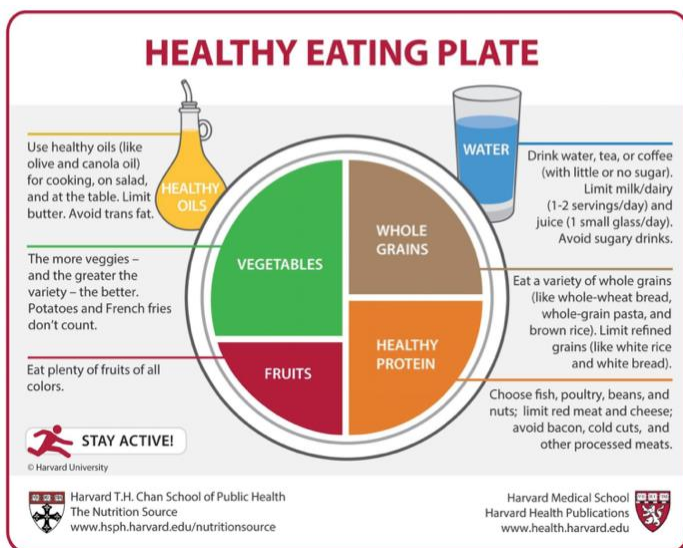 HEALTHY EATING PLATE
Use healthy oils (like
olive and canola oil)
for cooking, on salad,
and at the table. Limit
butter. Avoid trans fat.
HEALTHY
OILS
WATER
Drink water, tea, or coffee
(with little or no sugar).
Limit milk/dairy
(1-2 servings/day) and
juice (1 small glass/day).
Avoid sugary drinks.
The more veggies –
and the greater the
variety – the better.
Potatoes and French fries
don't count.
VEGETABLES
WHOLE
GRAINS
Eat a variety of whole grains
(like whole-wheat bread,
whole-grain pasta, and
brown rice). Limit refined
grains (like white rice
and white bread).
Eat plenty of fruits of all
colors.
FRUITS
HEALTHY
PROTEIN
Choose fish, poultry, beans, and
nuts; limit red meat and cheese;
avoid bacon, cold cuts, and
other processed meats.
STAY ACTIVE!
© Harvard University
Harvard T.H. Chan School of Public Health
The Nutrition Source
www.hsph.harvard.edu/nutritionsource
Harvard Medical School
Harvard Health Publications
www.health.harvard.edu